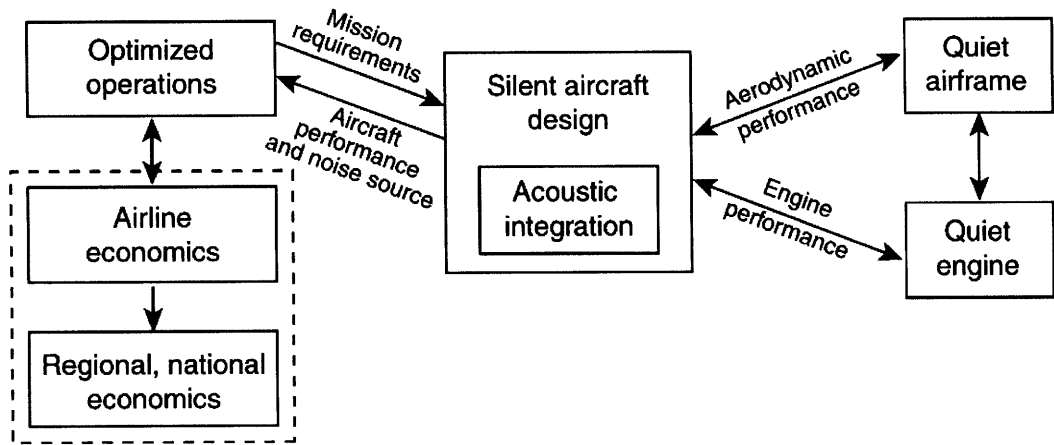 Optimized
operations
Mission
requirements
Aircraft
performance
and noise source
Airline
economics
Regional, national
economics
Silent aircraft
design
Acoustic
integration
Aerodynamic
performance
Engine
performance
Quiet
airframe
Quiet
engine